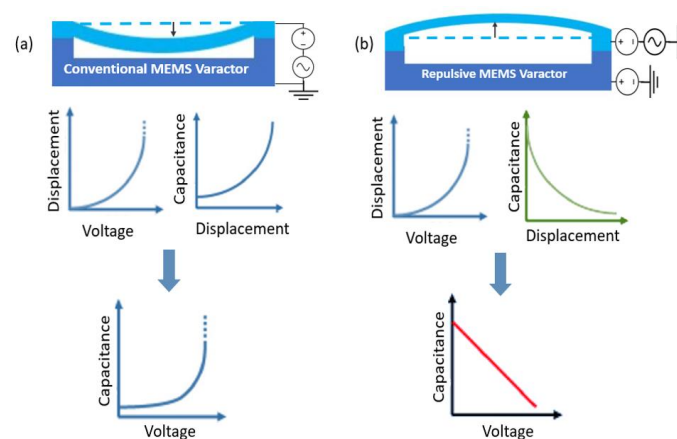 (a)
Conventional MEMS Varactor
Displacement
Voltage
Capacitance
Displacement
Capacitance
Voltage
(b)
Repulsive MEMS Varactor
Displacement
Voltage
Capacitance
Displacement
Capacitance
Voltage